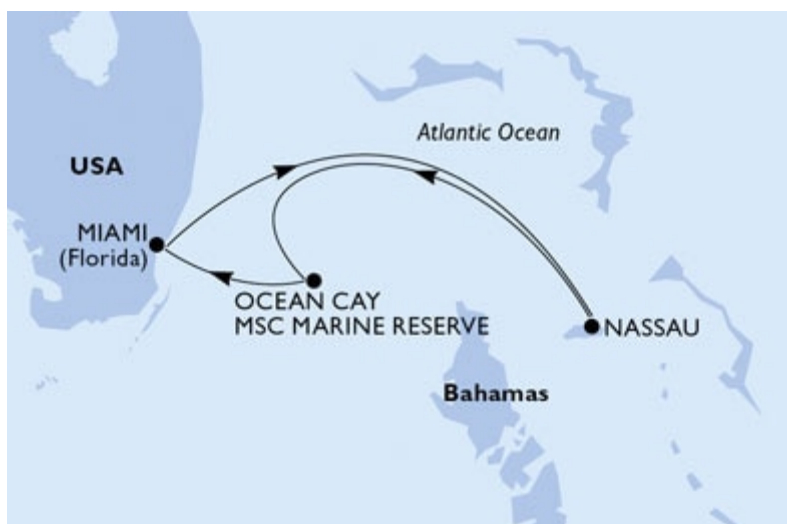 Atlantic Ocean
USA
MIAMI
(Florida)
OCEAN CAY
MSC MARINE RESERVE
NASSAU
Bahamas